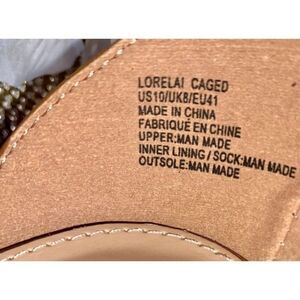 LORELAI CAGED
US10/UK8/EU41
MADE IN CHINA
FABRIQUÉ EN CHINE
UPPER:MAN MADE
INNER LINING / SOCK:MAN MADE
OUTSOLE:MAN MADE